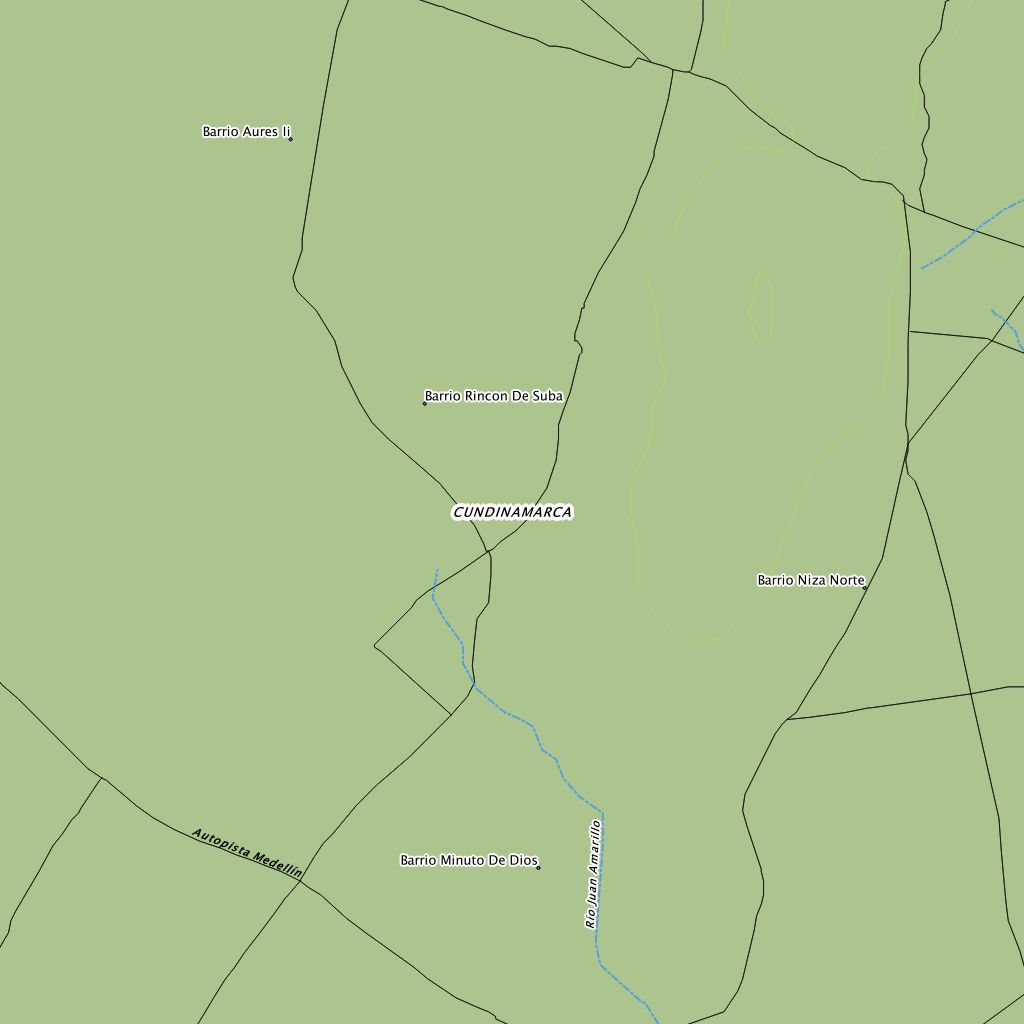 Barrio Aures Ii
Barrio Rincon De Suba
CUNDINAMARCA
Barrio Niza Norte
Autopista Medellín
Barrio Minuto De Dios
Río Juan Amarillo